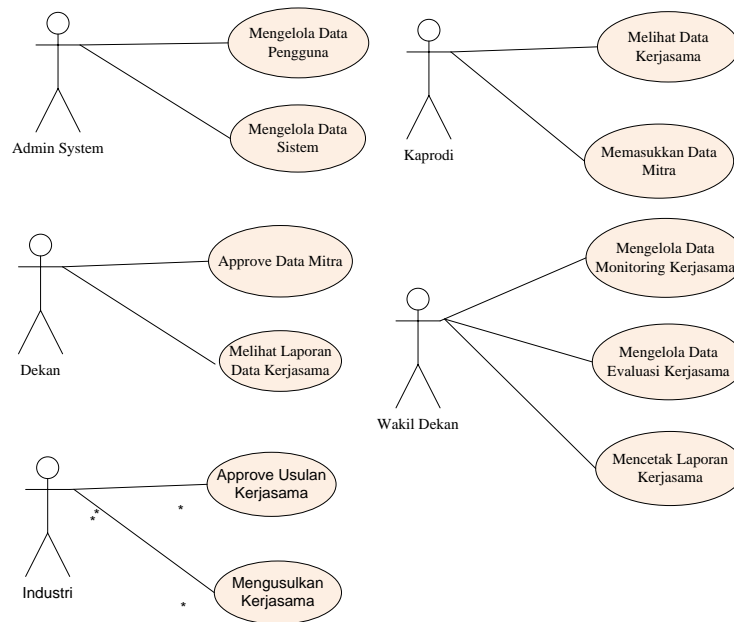 Mengelola Data
Pengguna
Mengelola Data
Sistem
Admin System
Melihat Data
Kerjasama
Memasukkan Data
Mitra
Kaprodi
Approve Data Mitra
Melihat Laporan
Data Kerjasama
Dekan
Mengelola Data
Monitoring Kerjasama
Mengelola Data
Evaluasi Kerjasama
Mencetak Laporan
Kerjasama
Wakil Dekan
Approve Usulan
Kerjasama
*
*
*
Mengusulkan
Kerjasama
*
Industri